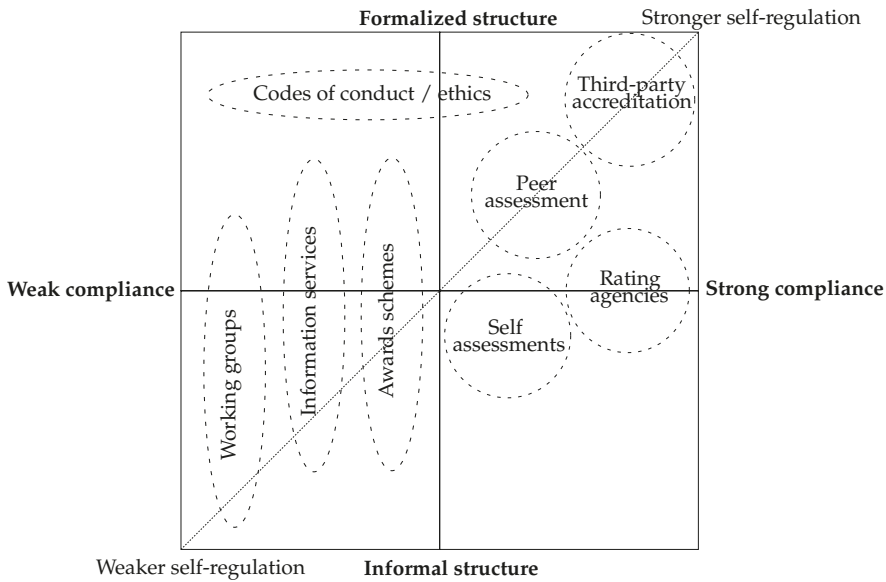 Formalized structure
Stronger self-regulation
Codes of conduct / ethics
Third-party
accreditation
Peer
assessment
Working groups
Information services
Awards schemes
Weak compliance
Rating
agencies
Strong compliance
Self
assessments
Weaker self-regulation
Informal structure